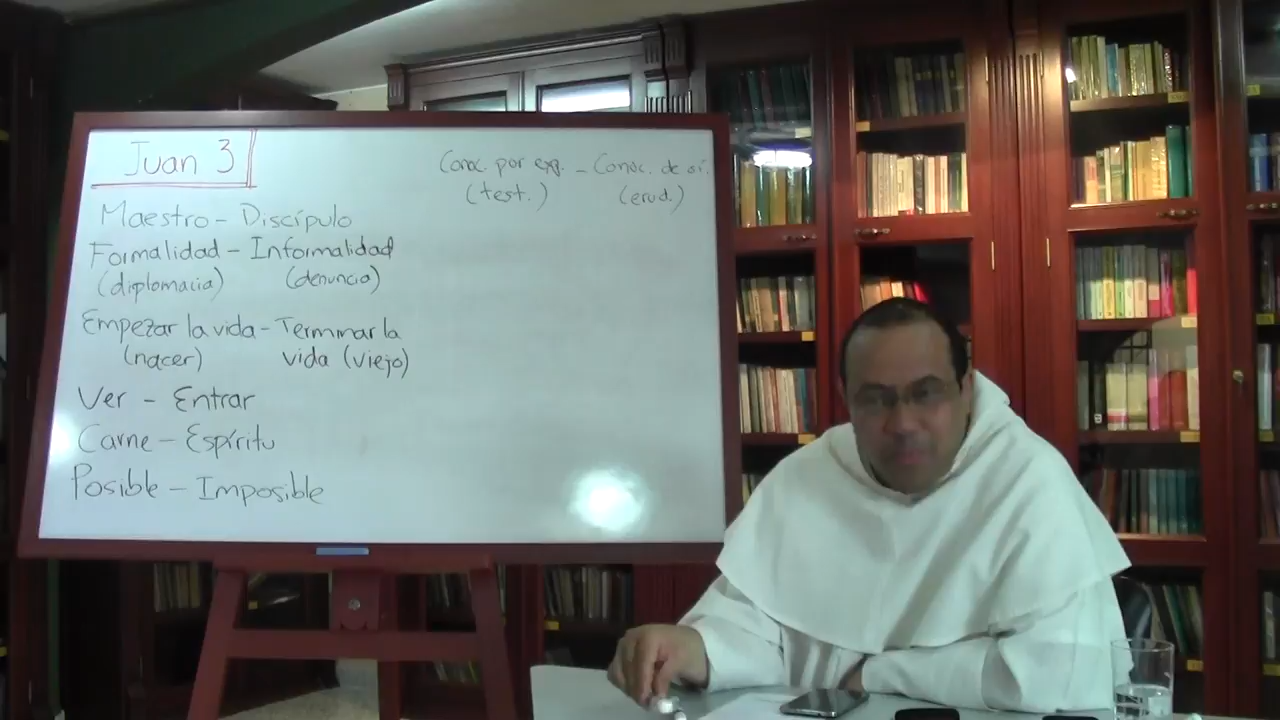 Juan 3
Maestro - Discípulo
Formalidad - Informalidad
(diplomacia) (denuncia)
Empezar la vida - Terminar la
(nacer) vida (viejo)
Ver - Entrar
Carne - Espíritu
Posible - Imposible
Conoc. por exp. - Conoc. de oí.
(test.) (erud.)